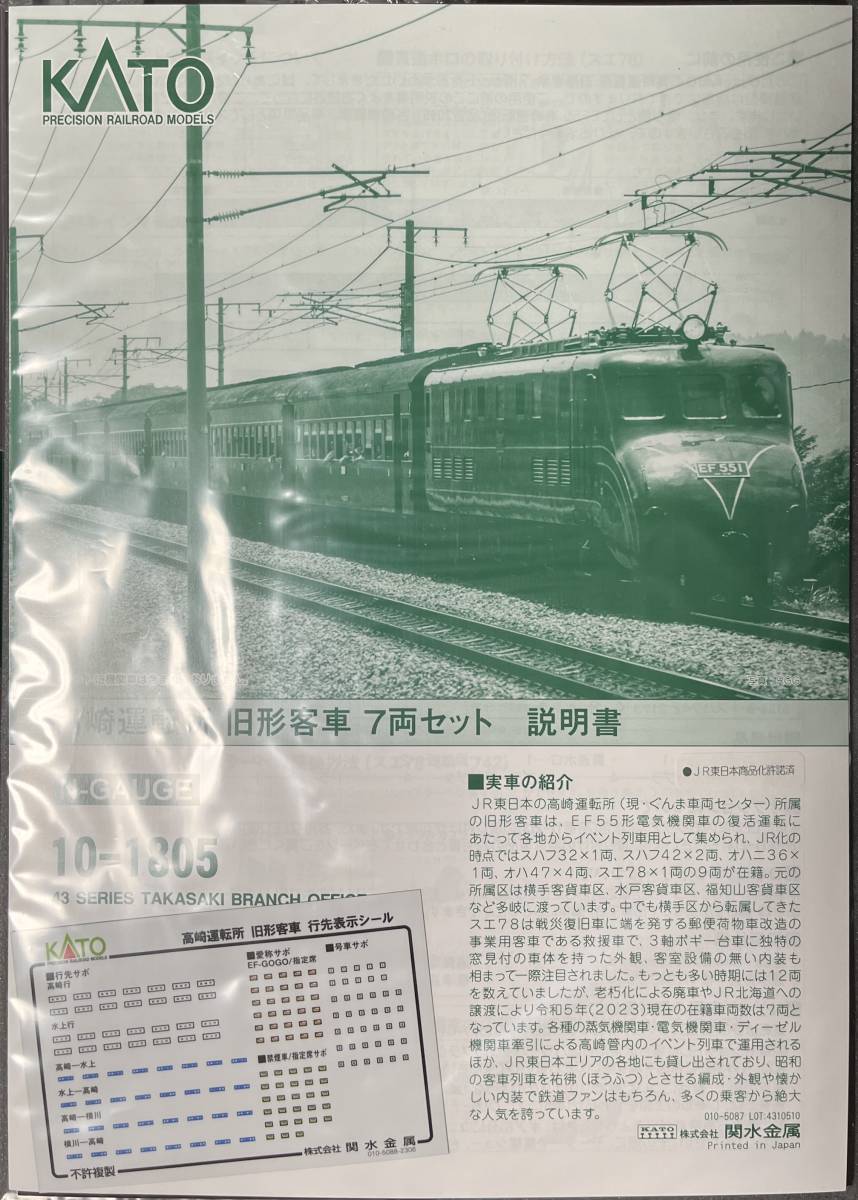 KATO
PRECISION RAILROAD MODELS
EF 551
崎運転所 旧形客車 7両セット 説明書
N-GAUGE
10-1805
43 SERIES TAKASAKI BRANCH OFFICE
●JR東日本商品化許諾済
■実車の紹介
JR東日本の高崎運転所(現・ぐんま車両センター)所属
の旧形客車は、EF55形電気機関車の復活運転に
あたって各地からイベント列車用として集められ、JR化の
時点ではスハフ32×1両、スハフ42×2両、オハニ36×
1両、オハ47×4両、スエ78×1両の9両が在籍。元の
所属区は横手客貨車区、水戸客貨車区、福知山客貨車区
など多岐に渡っています。中でも横手区から転属してきた
スエ78は戦災復旧車に端を発する郵便荷物車改造の
事業用客車である救援車で、3軸ボギー台車に独特の
窓見付の車体を持った外観、客室設備の無い内装も
相まって一際注目されました。もっとも多い時期には12両
を数えていましたが、老朽化による廃車やJR北海道への
譲渡により令和5年(2023)現在の在籍車両数は7両と
なっています。各種の蒸気機関車・電気機関車・ディーゼル
機関車牽引による高崎管内のイベント列車で運用される
ほか、JR東日本エリアの各地にも貸し出されており、昭和
の客車列車を祐彿(ほうふつ)とさせる編成・外観や懐か
しい内装で鉄道ファンはもちろん、多くの乗客から絶大
な人気を誇っています。
010-5087 LOT:4310510
KATO 株式会社 関水金属
Printed in Japan
KATO
PRECISION RAILROAD MODELS
高崎運転所 旧形客車 行先表示シール
■行先サボ
高崎行
水上行
高崎―水上
水上―高崎
高崎―横川
横川―高崎
■愛称サボ
EF-GOGO/指定席
■禁煙車/指定席サボ
■号車サボ
不許複製
株式会社 関水金属
010-5088-2306